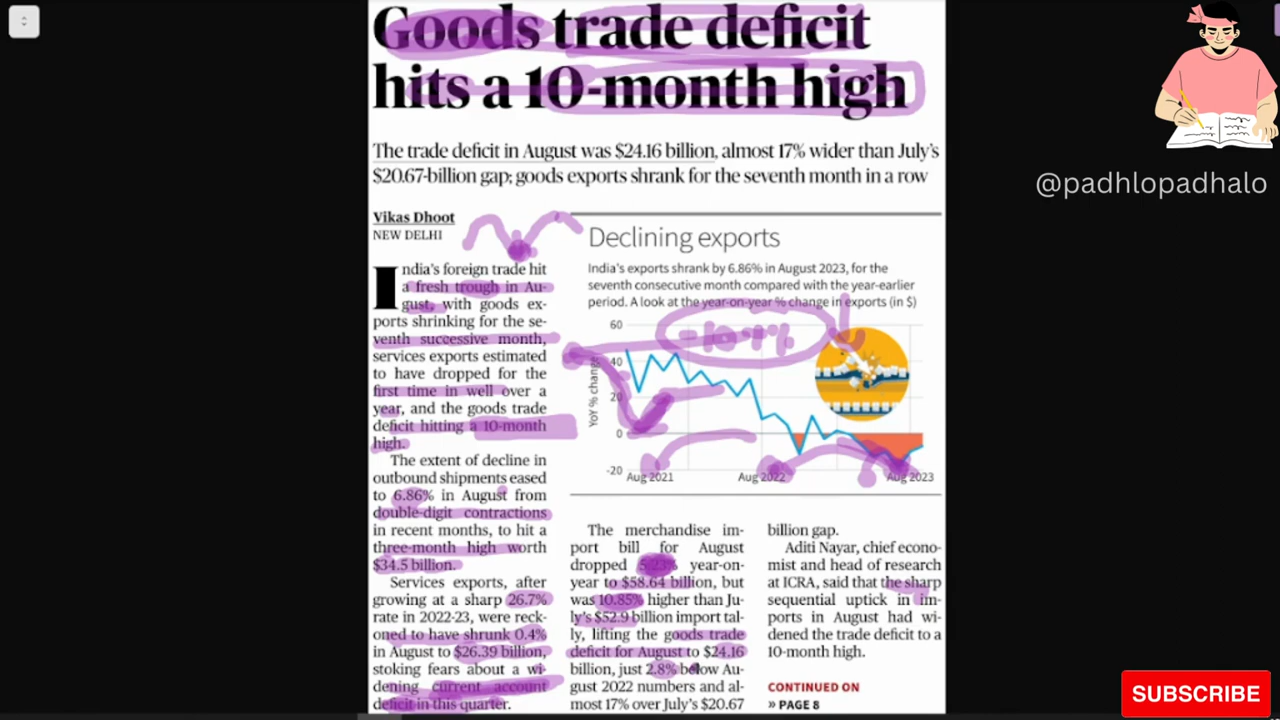 Goods trade deficit
hits a 10-month high
The trade deficit in August was $24.16 billion, almost 17% wider than July's
$20.67-billion gap; goods exports shrank for the seventh month in a row
Vikas Dhoot
NEW DELHI
India's foreign trade hit
a fresh trough in Au-
gust, with goods ex-
ports shrinking for the se-
venth successive month,
services exports estimated
to have dropped for the
first time in well over a
year, and the goods trade
deficit hitting a 10-month
high.
The extent of decline in
outbound shipments eased
to 6.86% in August from
double-digit contractions
in recent months, to hit a
three-month high worth
$34.5 billion.
Services exports, after
growing at a sharp 26.7%
rate in 2022-23, were reck-
oned to have shrunk 0.4%
in August to $26.39 billion,
stoking fears about a wi-
dening current account
deficit in this quarter.
Declining exports
India's exports shrank by 6.86% in August 2023, for the
seventh consecutive month compared with the year-earlier
period. A look at the year-on-year % change in exports (in $)
YoY % change
60
40
20
0
-20
Aug 2021
Aug 2022
Aug 2023
The merchandise im-
port bill for August
dropped 5.23% year-on-
year to $58.64 billion, but
was 10.85% higher than Ju-
ly's $52.9 billion import tal-
ly, lifting the goods trade
deficit for August to $24.16
billion, just 2.8% below Au-
gust 2022 numbers and al-
most 17% over July's $20.67
billion gap.
Aditi Nayar, chief econo-
mist and head of research
at ICRA, said that the sharp
sequential uptick in im-
ports in August had wi-
dened the trade deficit to a
10-month high.
CONTINUED ON
» PAGE 8
@padhlopadhalo
SUBSCRIBE